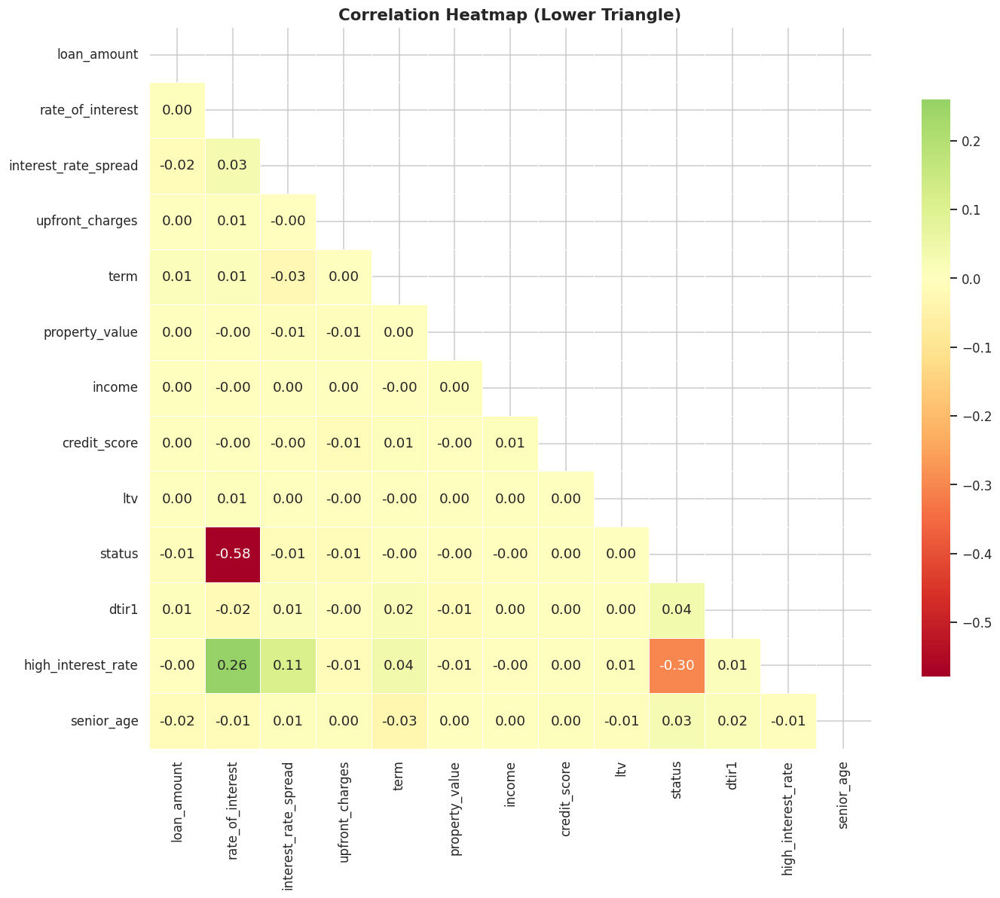 Correlation Heatmap (Lower Triangle)
loan_amount
rate_of_interest 0.00
interest_rate_spread -0.02 0.03
upfront_charges 0.00 0.01 -0.00
term 0.01 0.01 -0.03 0.00
property_value 0.00 -0.00 -0.01 -0.01 0.00
income 0.00 -0.00 0.00 0.00 -0.00 0.00
credit_score 0.00 -0.00 -0.00 -0.01 0.01 -0.00 0.01
ltv 0.00 0.01 0.00 -0.00 -0.00 0.00 0.00 0.00
status -0.01 -0.58 -0.01 -0.01 -0.00 -0.00 -0.00 0.00 0.00
dtir1 0.01 -0.02 0.01 -0.00 0.02 -0.01 0.00 0.00 0.00 0.04
high_interest_rate -0.00 0.26 0.11 -0.01 0.04 -0.01 -0.00 0.00 0.01 -0.30 0.01
senior_age -0.02 -0.01 0.01 0.00 -0.03 0.00 0.00 0.00 -0.01 0.03 0.02 -0.01
loan_amount
rate_of_interest
interest_rate_spread
upfront_charges
term
property_value
income
credit_score
ltv
status
dtir1
high_interest_rate
senior_age
0.2
0.1
0.0
−0.1
−0.2
−0.3
−0.4
−0.5